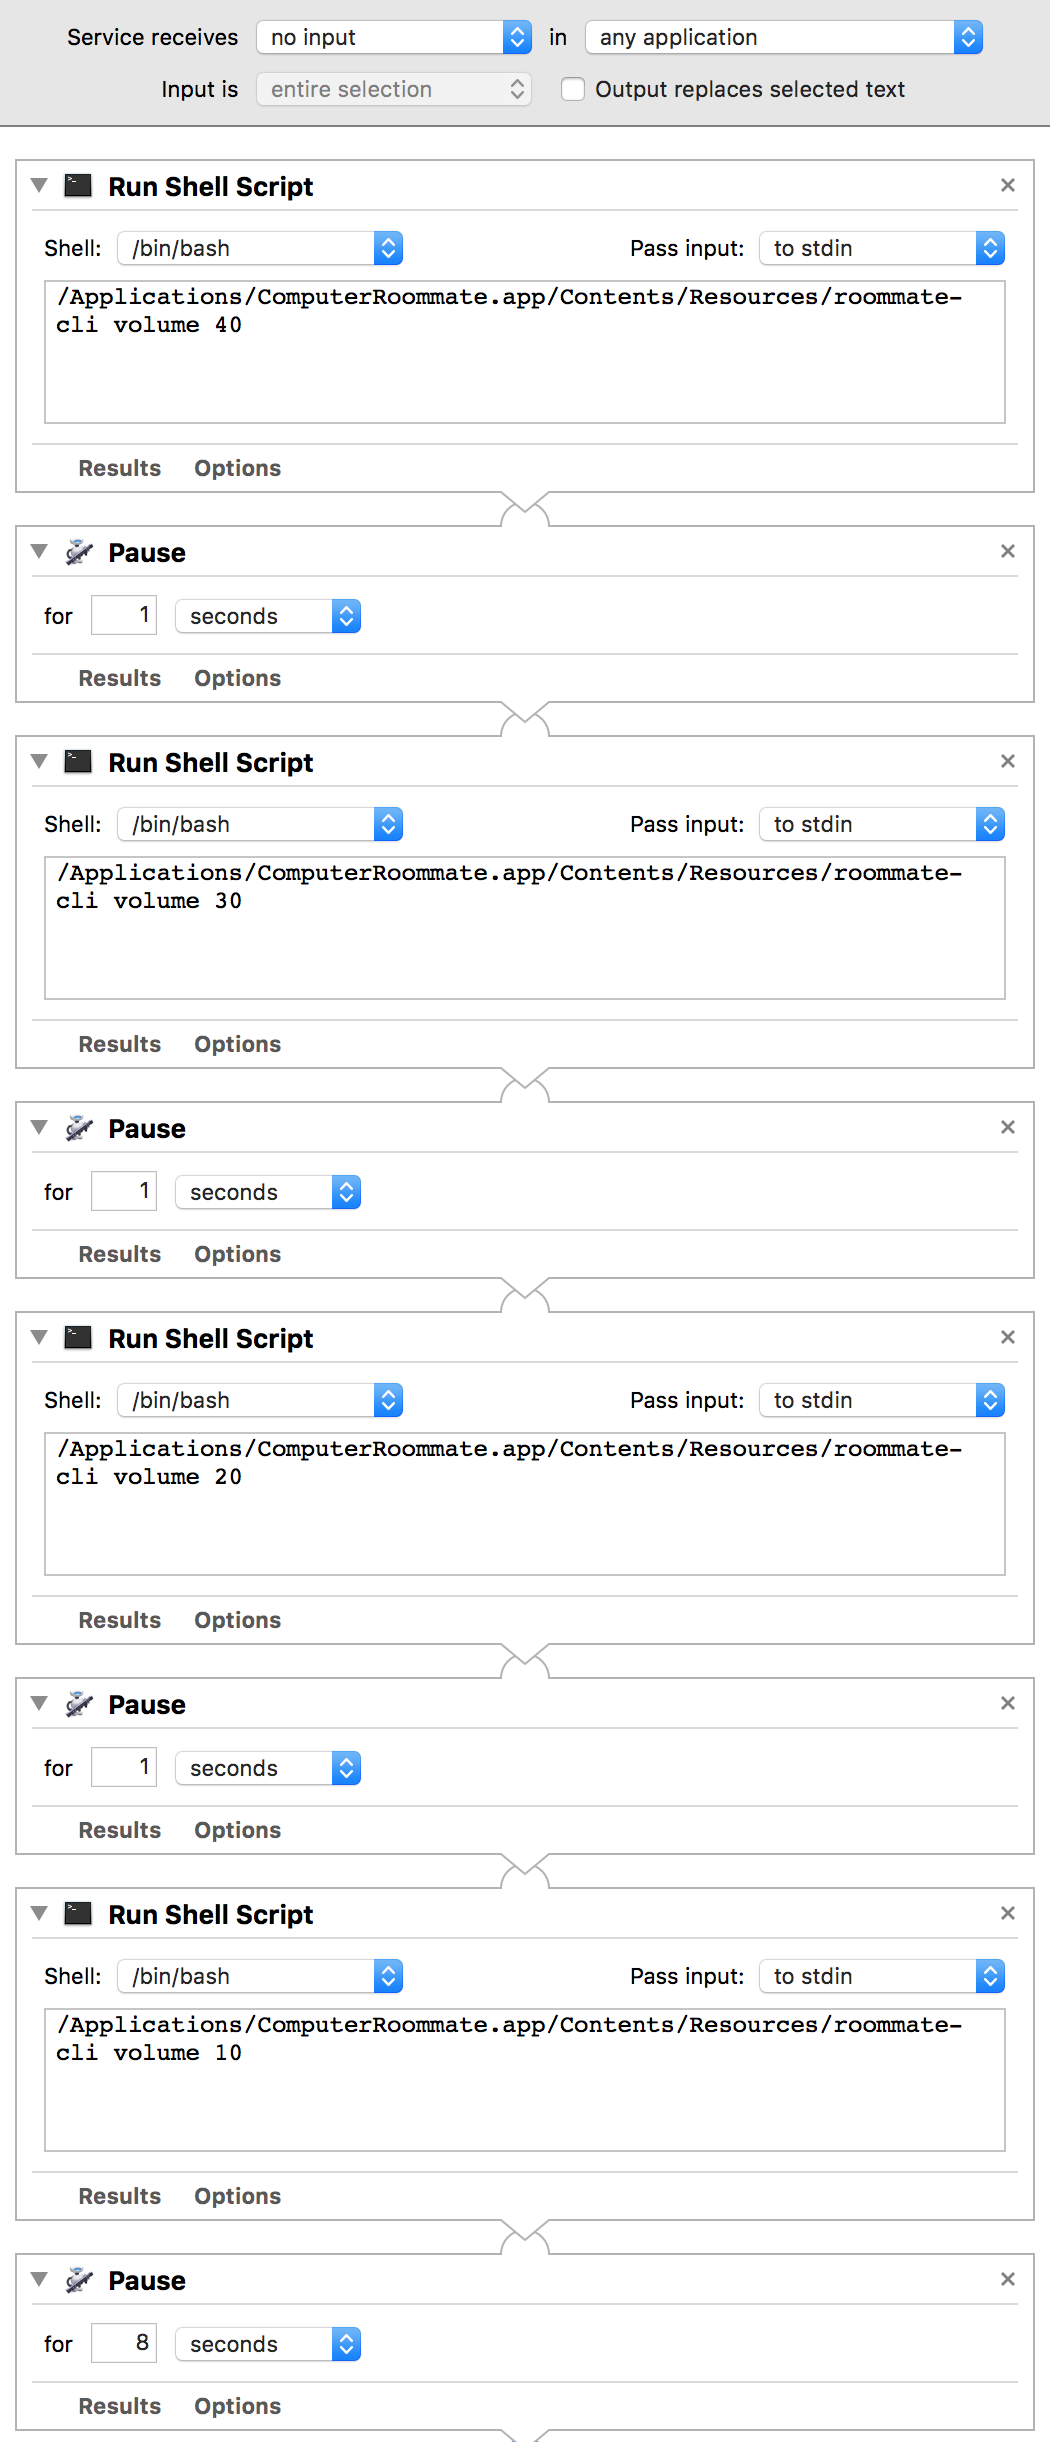 Service receives no input in any application
Input is entire selection Output replaces selected text
Run Shell Script
Shell: /bin/bash Pass input: to stdin
/Applications/ComputerRoommate.app/Contents/Resources/roommate-
cli volume 40
Results Options
Pause
for 1 seconds
Results Options
Run Shell Script
Shell: /bin/bash Pass input: to stdin
/Applications/ComputerRoommate.app/Contents/Resources/roommate-
cli volume 30
Results Options
Pause
for 1 seconds
Results Options
Run Shell Script
Shell: /bin/bash Pass input: to stdin
/Applications/ComputerRoommate.app/Contents/Resources/roommate-
cli volume 20
Results Options
Pause
for 1 seconds
Results Options
Run Shell Script
Shell: /bin/bash Pass input: to stdin
/Applications/ComputerRoommate.app/Contents/Resources/roommate-
cli volume 10
Results Options
Pause
for 8 seconds
Results Options